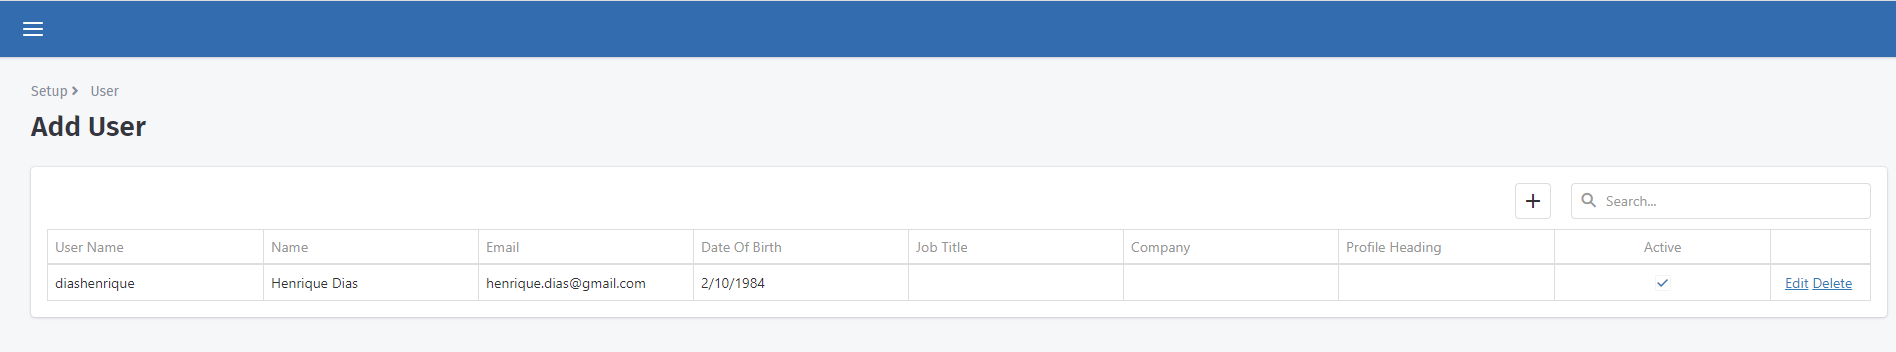 Setup User
Add User
Search...
User Name Name Email Date Of Birth Job Title Company Profile Heading Active
diashenrique Henrique Dias henrique.dias@gmail.com 2/10/1984 Edit Delete